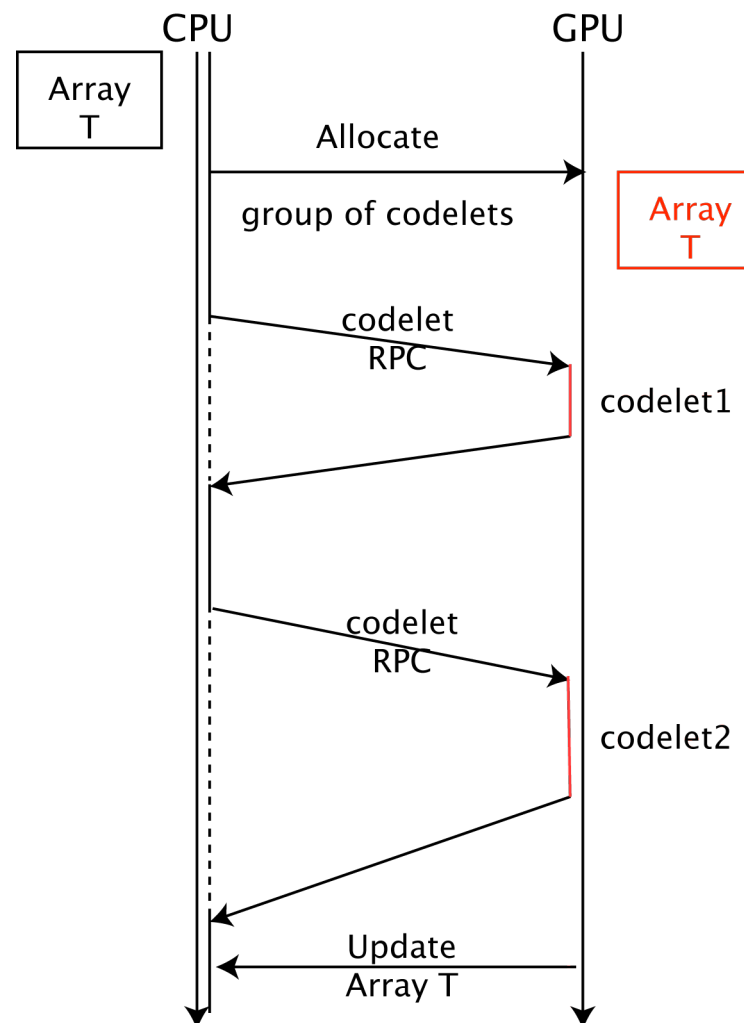 CPU
GPU
Array
T
Allocate
group of codelets
Array
T
codelet
RPC
codelet1
codelet
RPC
codelet2
Update
Array T